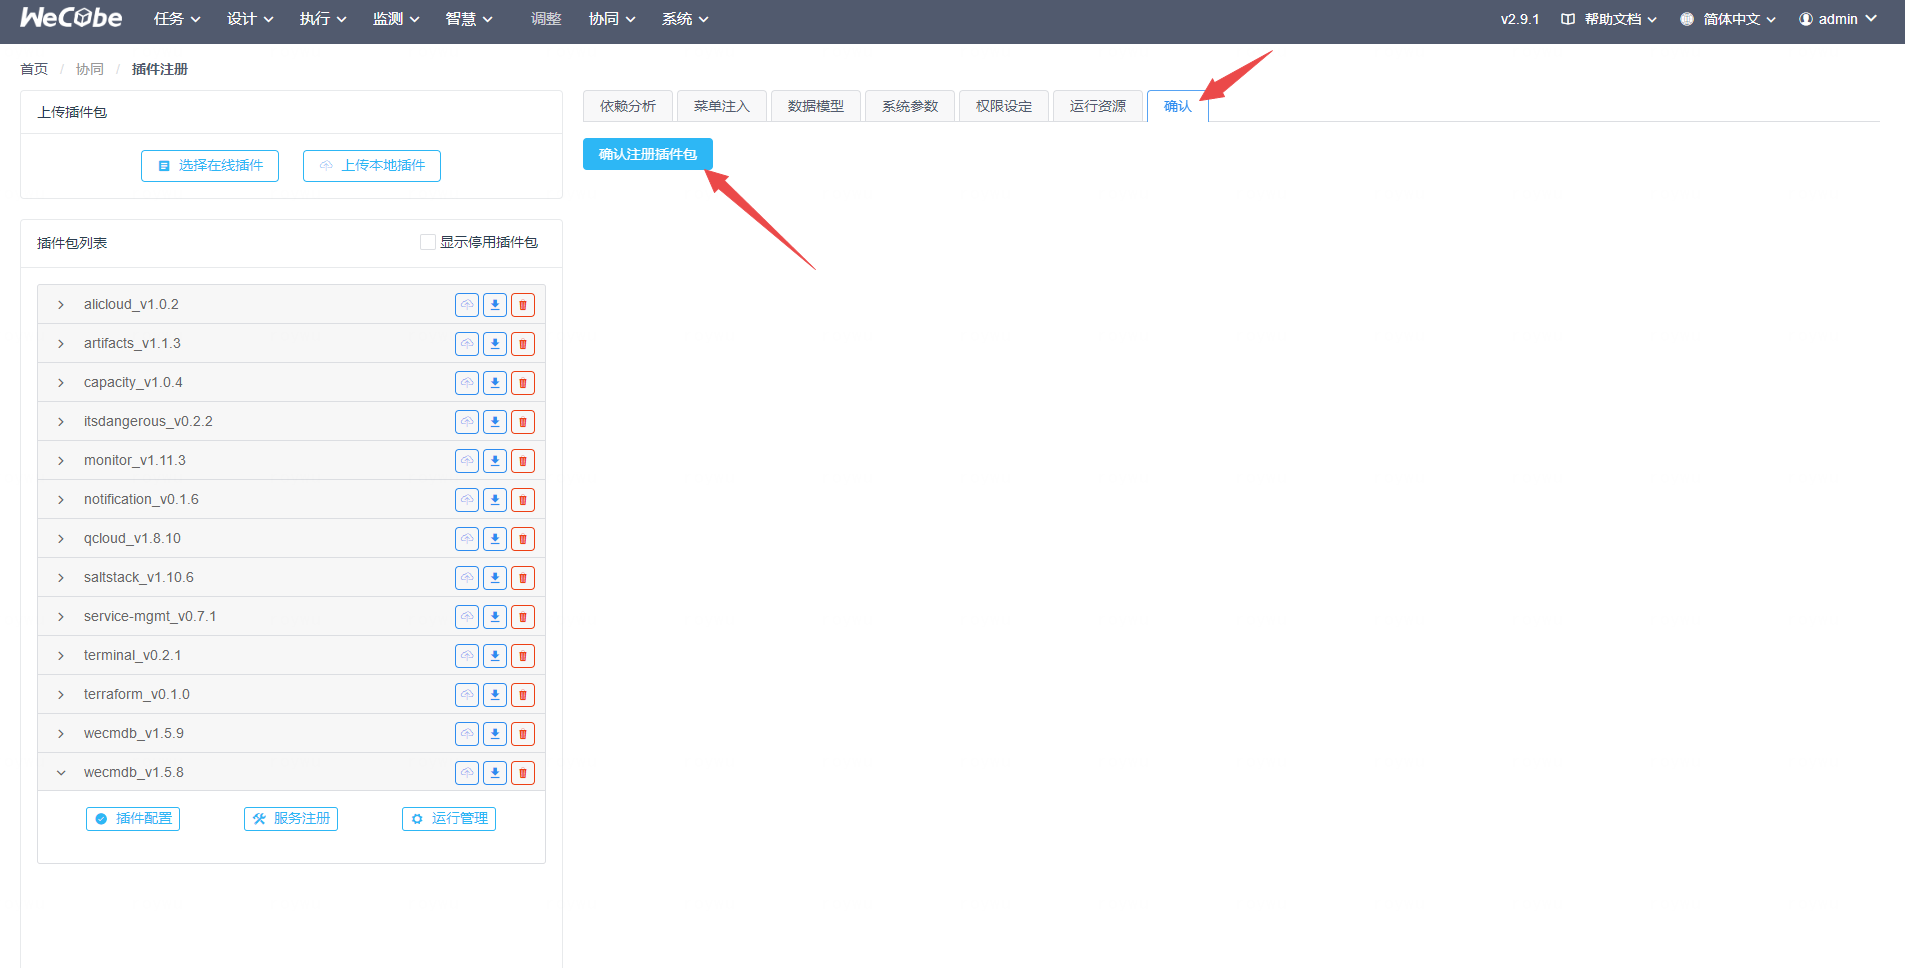 WeCube 任务 设计 执行 监测 智慧 调整 协同 系统 v2.9.1 帮助文档 简体中文 admin
首页 / 协同 / 插件注册
上传插件包
选择在线插件 上传本地插件
插件包列表 显示停用插件包
alicloud_v1.0.2
artifacts_v1.1.3
capacity_v1.0.4
itsdangerous_v0.2.2
monitor_v1.11.3
notification_v0.1.6
qcloud_v1.8.10
saltstack_v1.10.6
service-mgmt_v0.7.1
terminal_v0.2.1
terraform_v0.1.0
wecmdb_v1.5.9
wecmdb_v1.5.8
插件配置 服务注册 运行管理
依赖分析 菜单注入 数据模型 系统参数 权限设定 运行资源 确认
确认注册插件包